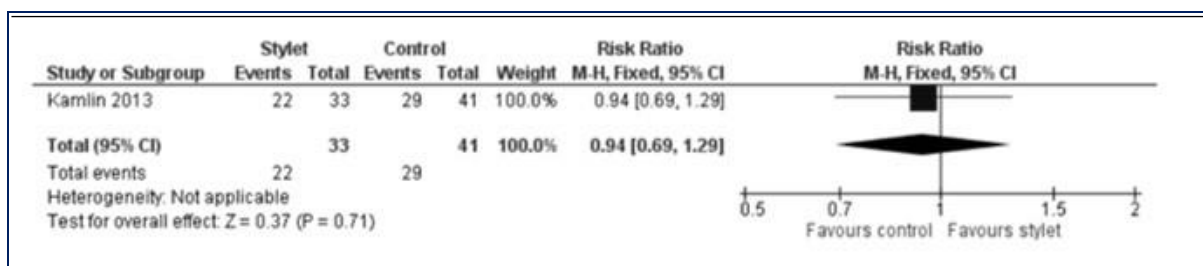 Stylet Control Risk Ratio Risk Ratio
Study or Subgroup Events Total Events Total Weight M-H, Fixed, 95% CI M-H, Fixed, 95% CI
Kamlin 2013 22 33 29 41 100.0% 0.94 [0.69, 1.29]
Total (95% CI) 33 41 100.0% 0.94 [0.69, 1.29]
Total events 22 29
Heterogeneity: Not applicable
Test for overall effect: Z = 0.37 (P = 0.71)
0.5 0.7 1 1.5 2
Favours control Favours stylet